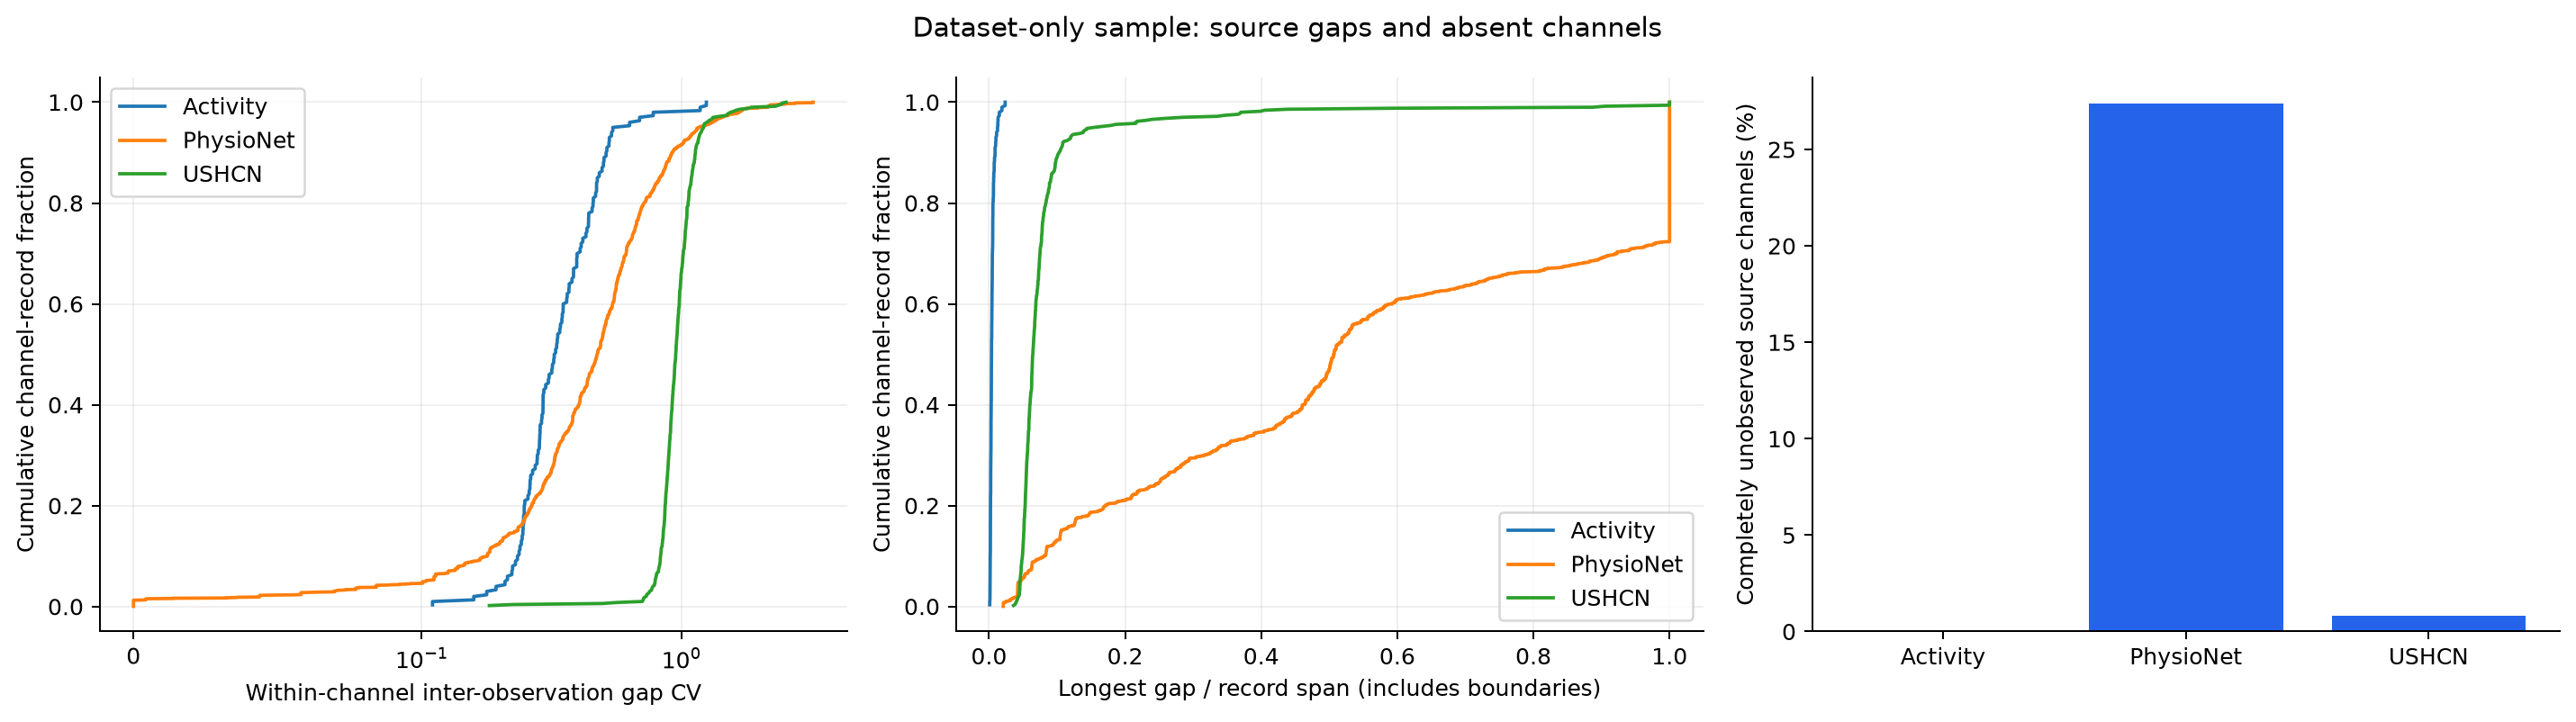 Dataset-only sample: source gaps and absent channels
Cumulative channel-record fraction
1.0
0.8
0.6
0.4
0.2
0.0
Activity
PhysioNet
USHCN
0
10⁻¹
10⁰
Within-channel inter-observation gap CV
Cumulative channel-record fraction
1.0
0.8
0.6
0.4
0.2
0.0
Activity
PhysioNet
USHCN
0.0
0.2
0.4
0.6
0.8
1.0
Longest gap / record span (includes boundaries)
Completely unobserved source channels (%)
25
20
15
10
5
0
Activity
PhysioNet
USHCN